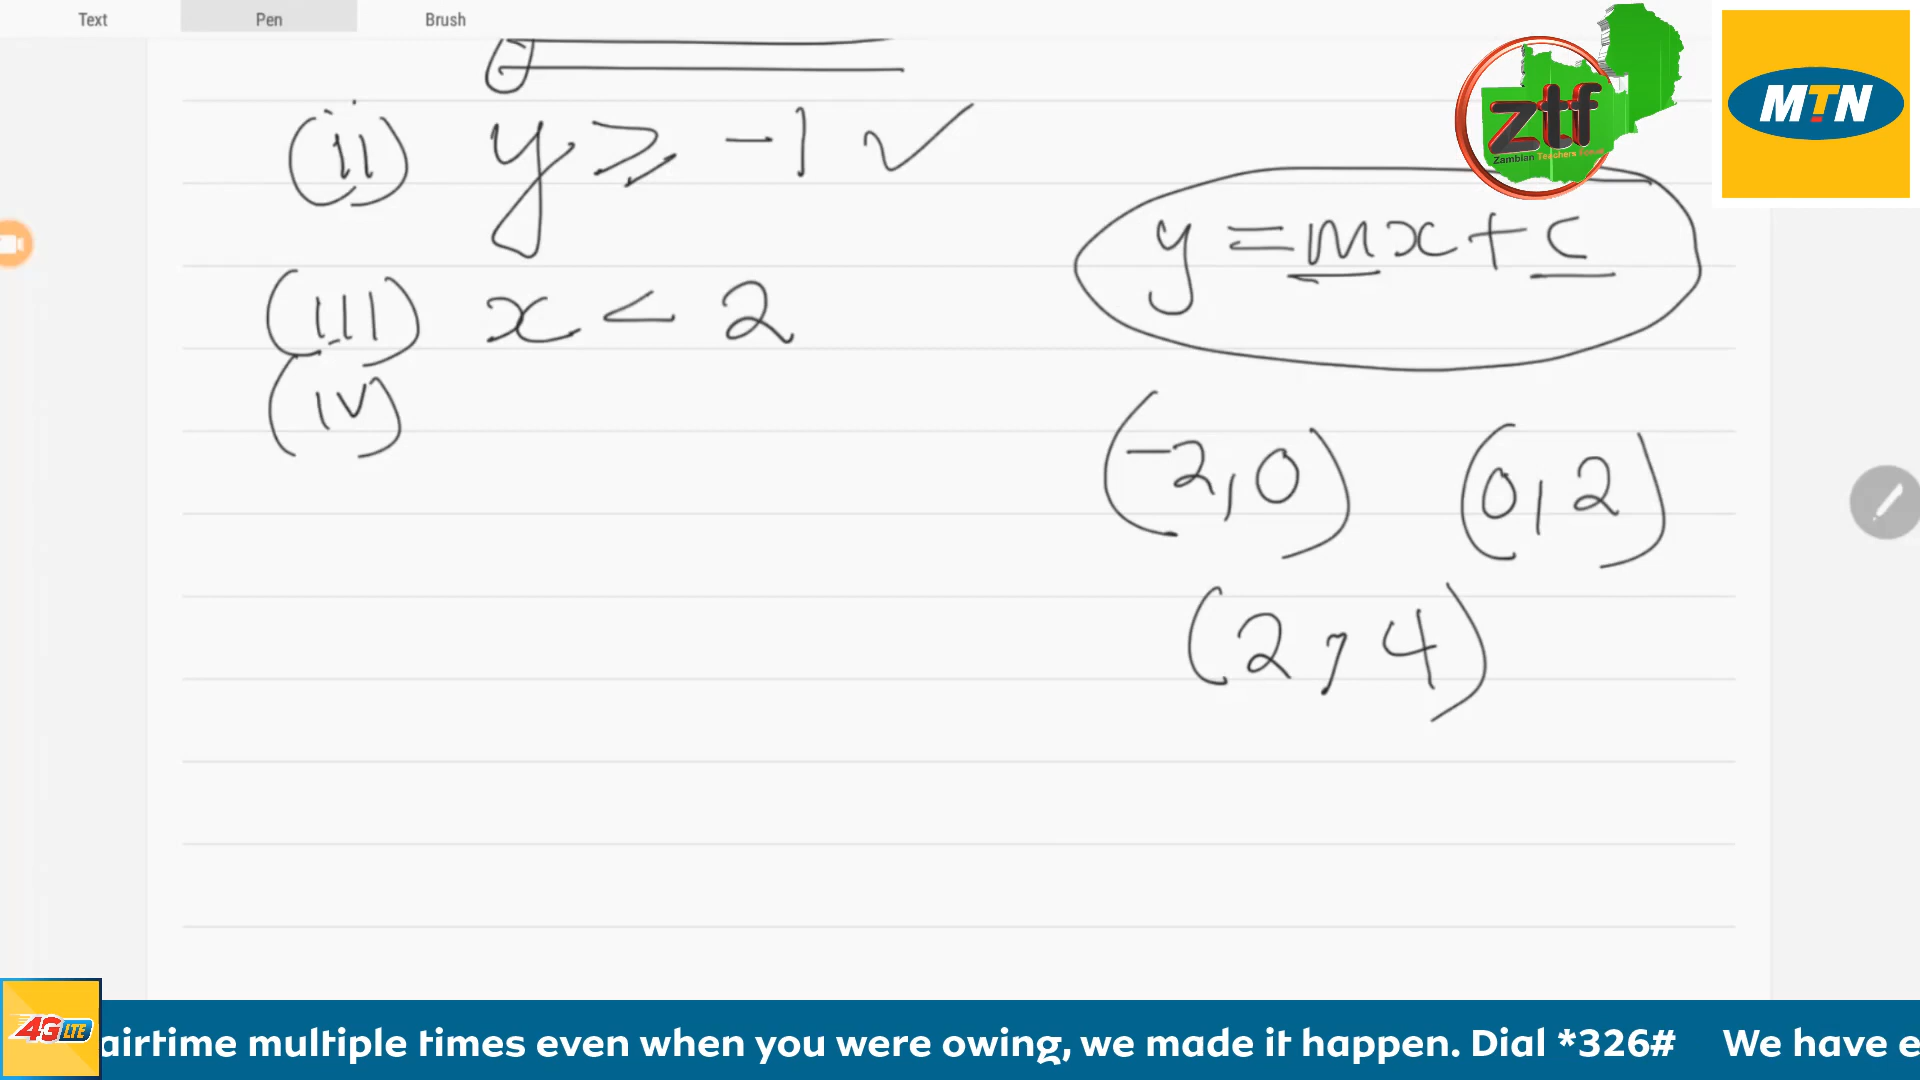 Text Pen Brush
(ii) y ⩾ -1 ✓
ztf
Zambian Teachers Forum
MTN
y = mx + c
(iii) x < 2
(iv)
(-2, 0) (0, 2)
(2, 4)
4G LTE
airtime multiple times even when you were owing, we made it happen. Dial *326# We have e